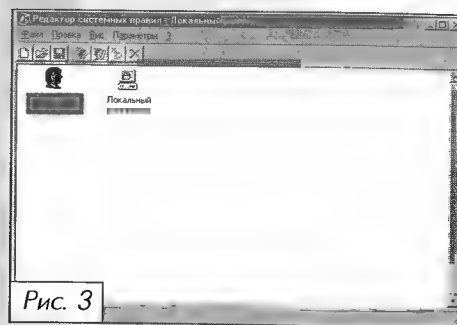 Редактор системных правил - Локальный
Файл Правка Вид Параметры ?
Локальный
Рис. 3